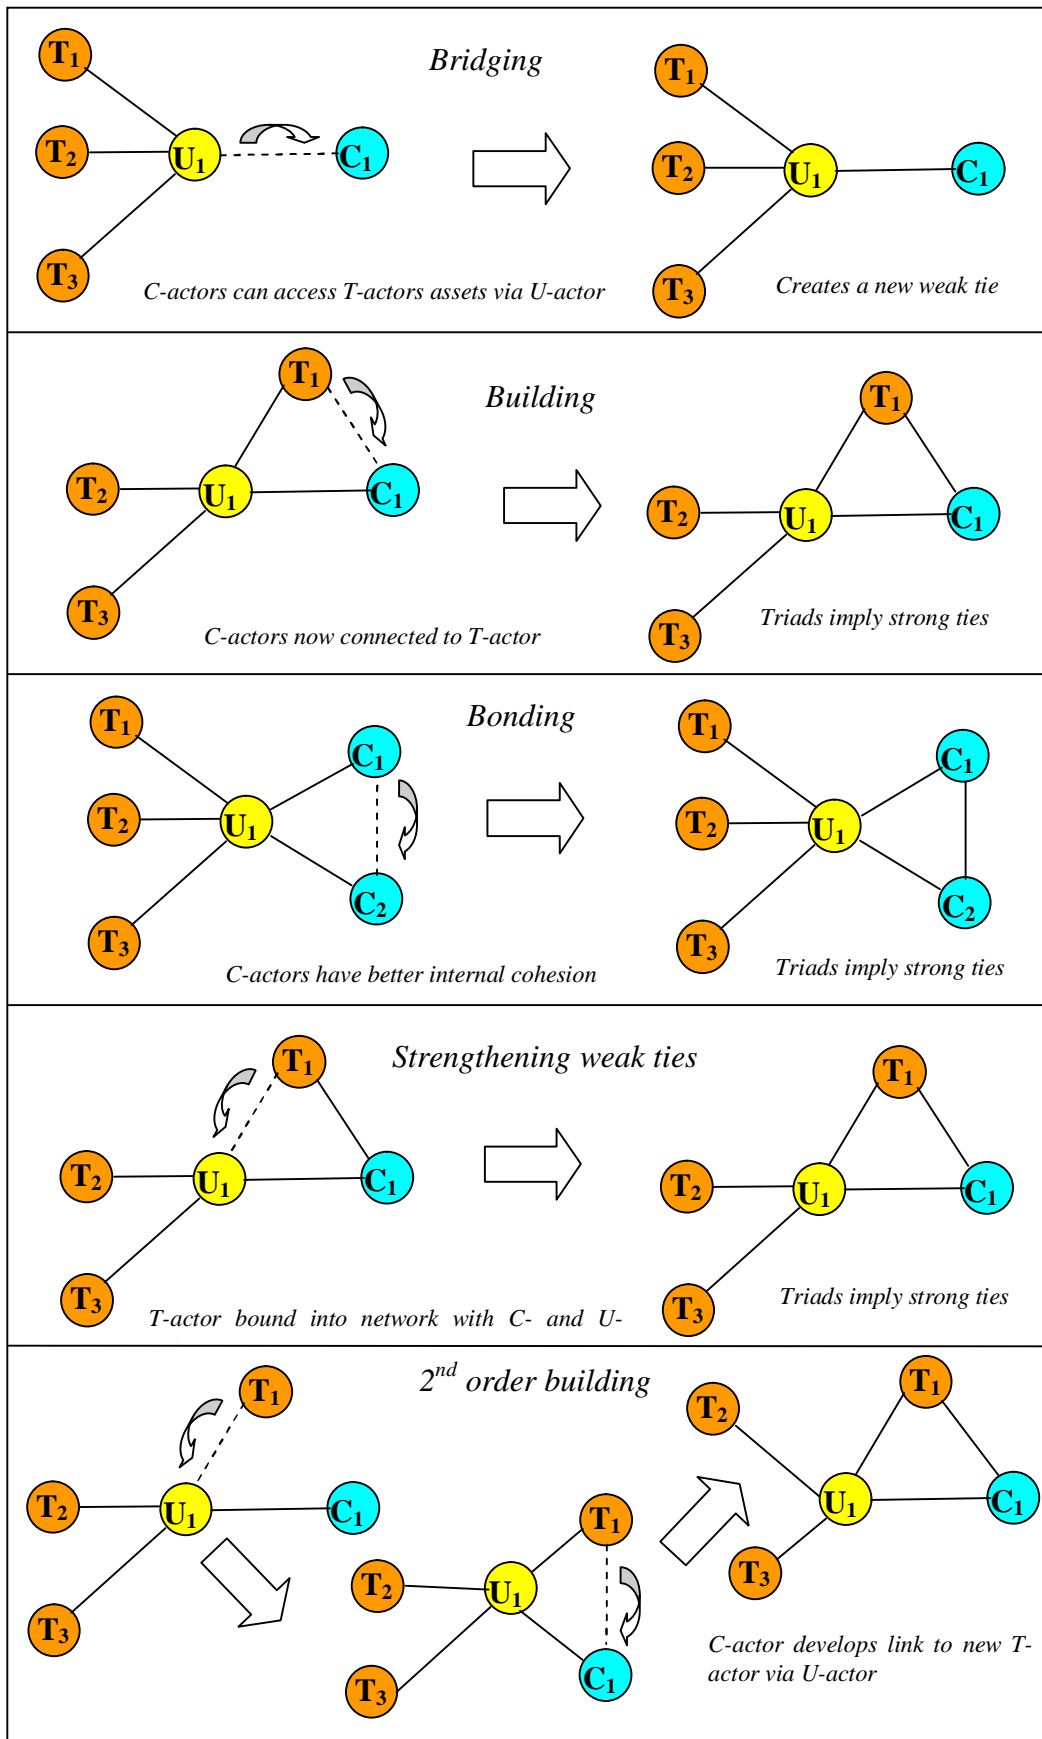 Bridging
T₁
T₂
U₁
C₁
T₃
T₁
T₂
U₁
C₁
T₃
C-actors can access T-actors assets via U-actor
Creates a new weak tie
Building
T₁
T₂
U₁
C₁
T₃
T₁
T₂
U₁
C₁
T₃
C-actors now connected to T-actor
Triads imply strong ties
Bonding
T₁
C₁
T₂
U₁
C₂
T₃
T₁
C₁
T₂
U₁
C₂
T₃
C-actors have better internal cohesion
Triads imply strong ties
Strengthening weak ties
T₁
T₂
U₁
C₁
T₃
T₁
T₂
U₁
C₁
T₃
T-actor bound into network with C- and U-
Triads imply strong ties
2nd order building
T₁
T₂
U₁
C₁
T₃
T₁
T₂
U₁
C₁
T₃
T₁
T₂
U₁
C₁
T₃
C-actor develops link to new T-
actor via U-actor